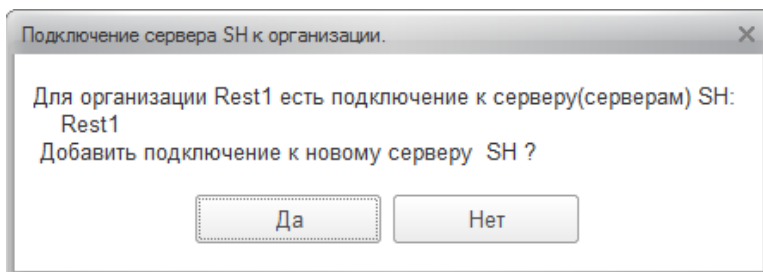 Подключение сервера SH к организации.
Для организации Rest1 есть подключение к серверу(серверам) SH:
Rest1
Добавить подключение к новому серверу SH ?
Да Нет